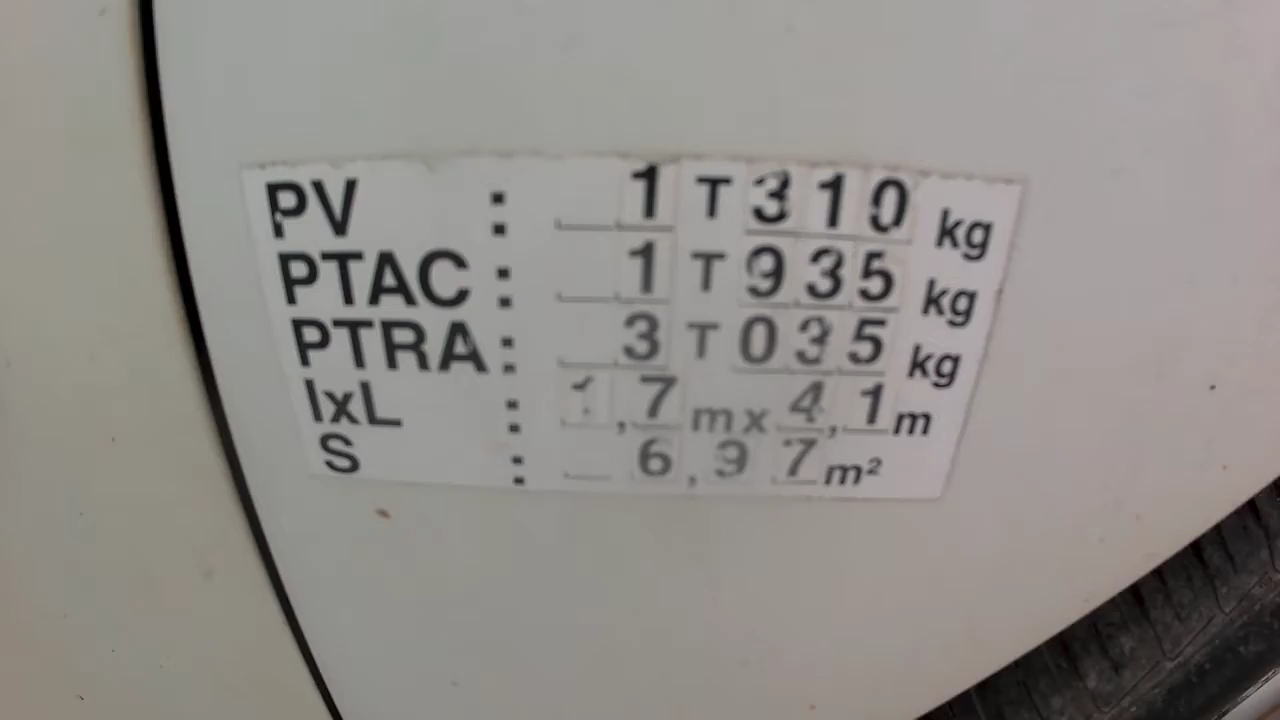 PV : 1 T 310 kg
PTAC : 1 T 935 kg
PTRA : 3 T 035 kg
lxL : 1,7 m x 4,1 m
S : 6,97 m²